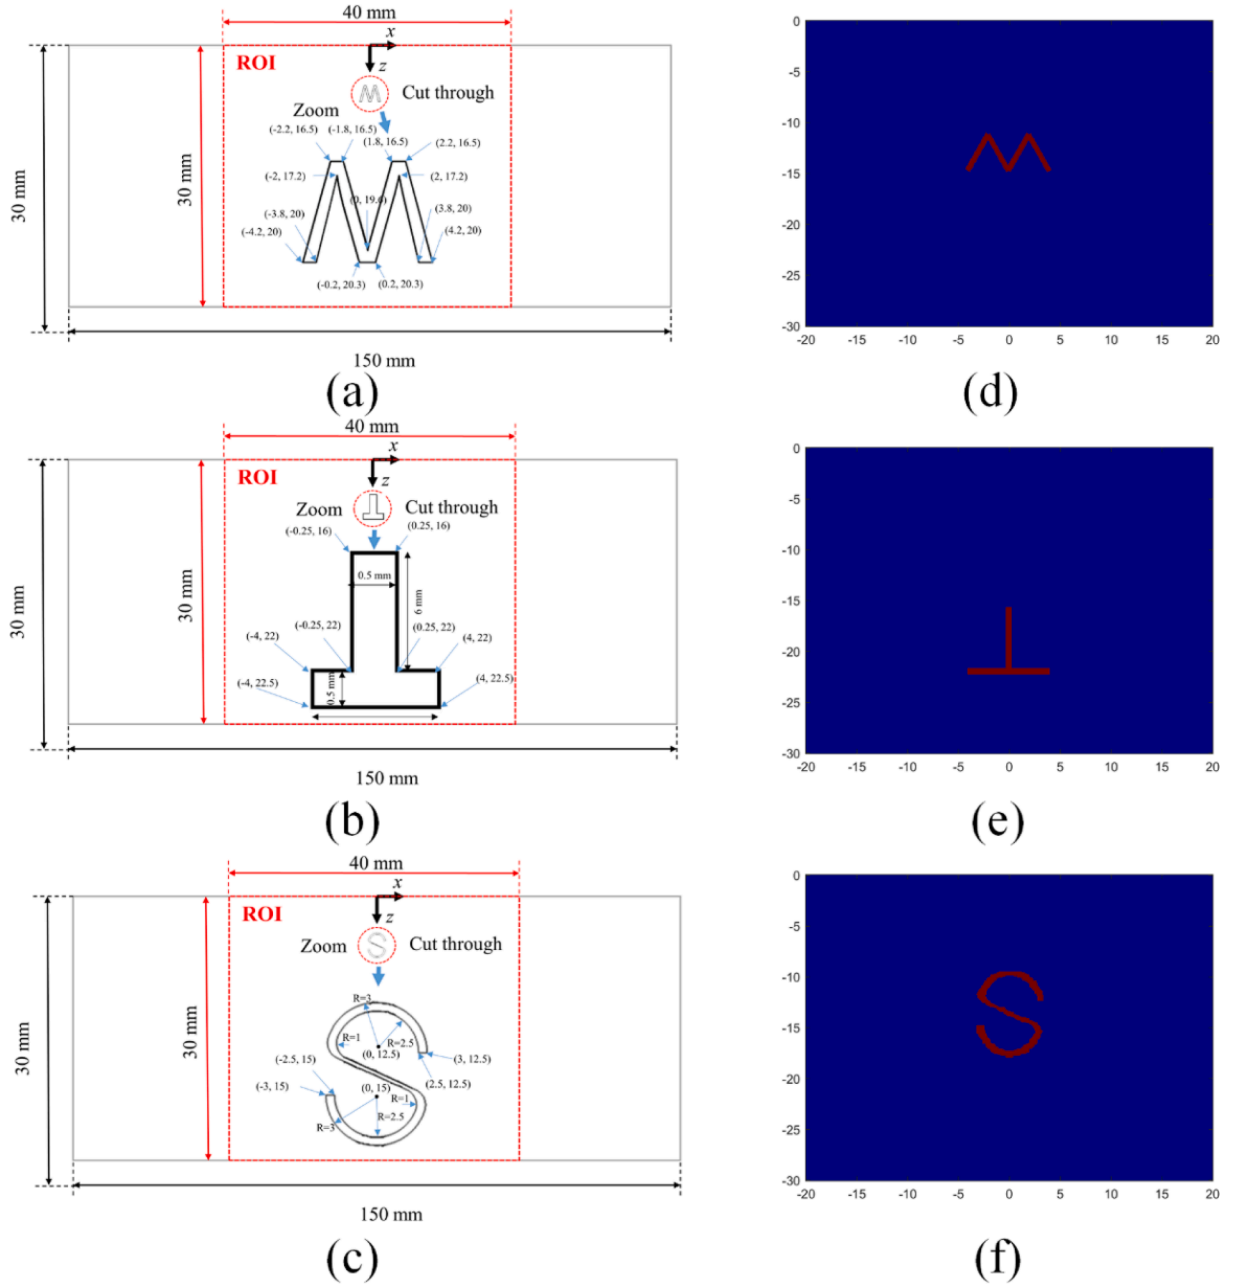 40 mm
x
ROI
z
Cut through
Zoom
(-2.2, 16.5)
(-1.8, 16.5)
(1.8, 16.5)
(2.2, 16.5)
(-2, 17.2)
(2, 17.2)
(0, 19.6)
(-3.8, 20)
(3.8, 20)
(-4.2, 20)
(4.2, 20)
(-0.2, 20.3)
(0.2, 20.3)
30 mm
30 mm
150 mm
(a)
0
-5
-10
-15
-20
-25
-30
-20 -15 -10 -5 0 5 10 15 20
(d)
40 mm
x
ROI
z
Zoom
Cut through
(-0.25, 16)
(0.25, 16)
0.5 mm
6 mm
(-0.25, 22)
(0.25, 22)
(-4, 22)
(4, 22)
(-4, 22.5)
(4, 22.5)
0.5 mm
30 mm
30 mm
150 mm
(b)
0
-5
-10
-15
-20
-25
-30
-20 -15 -10 -5 0 5 10 15 20
(e)
40 mm
x
ROI
z
Zoom
Cut through
R=3
R=1
R=2.5
(0, 12.5)
(3, 12.5)
(2.5, 12.5)
(-2.5, 15)
(-3, 15)
(0, 15)
R=1
R=2.5
R=3
30 mm
30 mm
150 mm
(c)
0
-5
-10
-15
-20
-25
-30
-20 -15 -10 -5 0 5 10 15 20
(f)